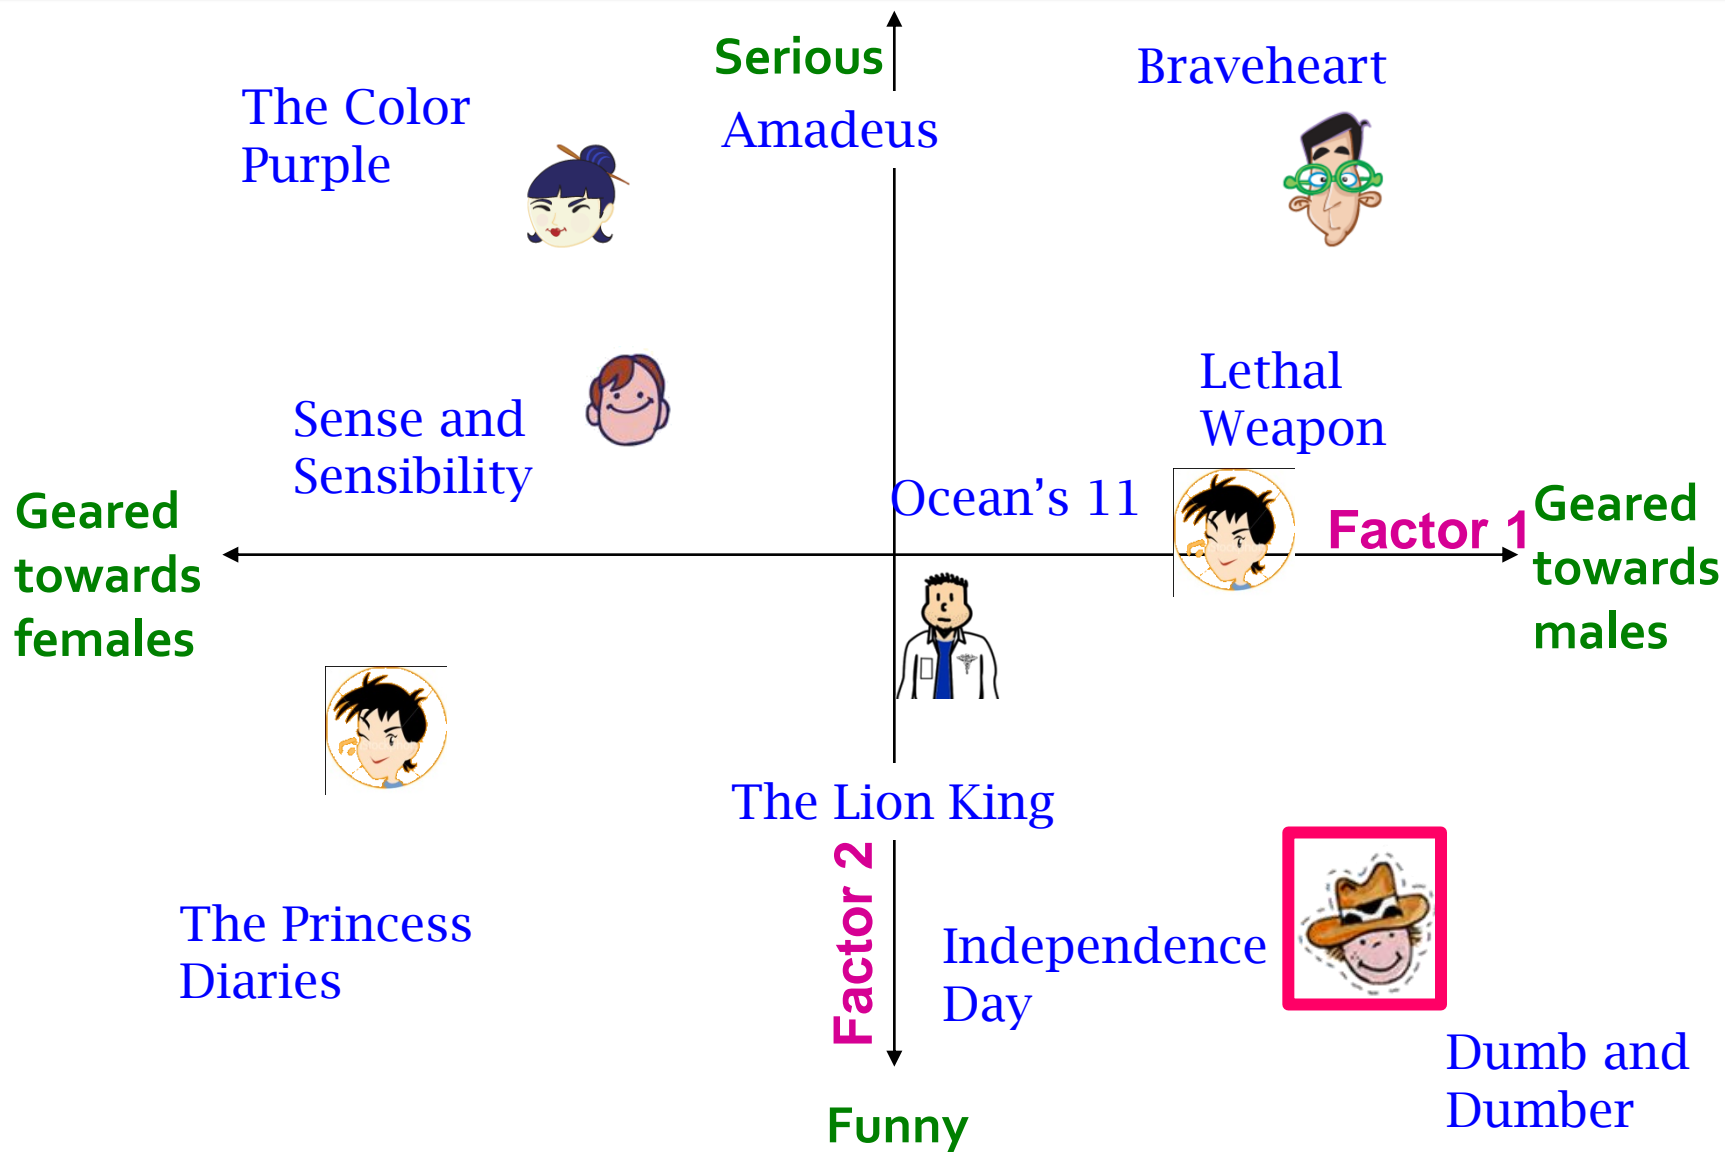 Serious
Braveheart
The Color
Purple
Amadeus
Lethal
Weapon
Sense and
Sensibility
Ocean's 11
Geared
towards
females
Factor 1
Geared
towards
males
The Lion King
Factor 2
The Princess
Diaries
Independence
Day
Dumb and
Dumber
Funny